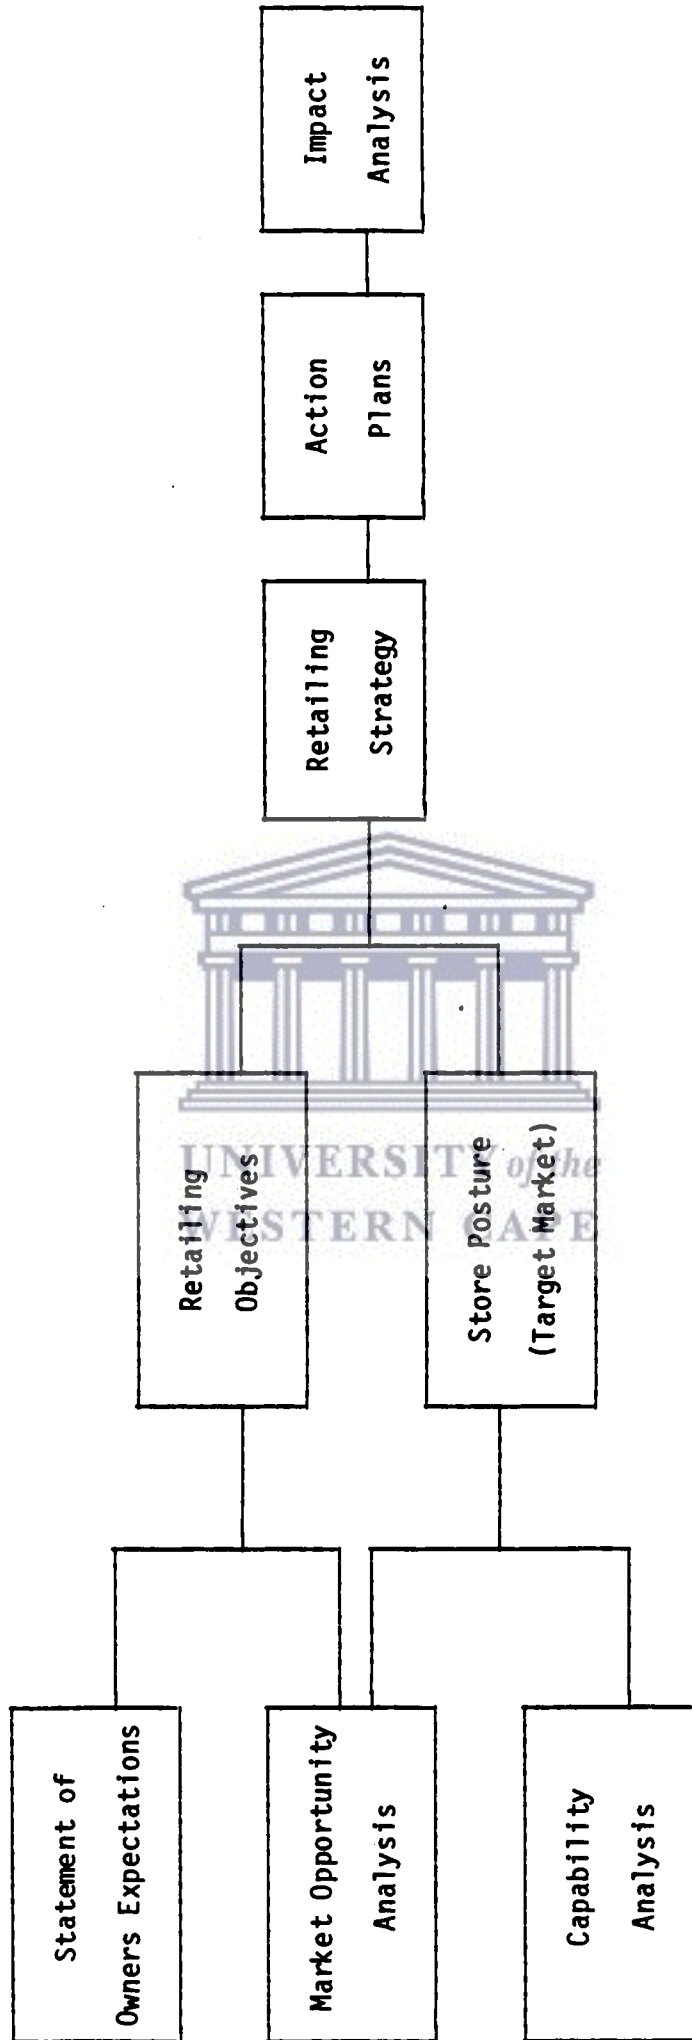 Statement of
Owners Expectations
Market Opportunity
Analysis
Capability
Analysis
Retailing
Objectives
Store Posture
(Target Market)
Retailing
Strategy
Action
Plans
Impact
Analysis
UNIVERSITY of the
WESTERN CAPE